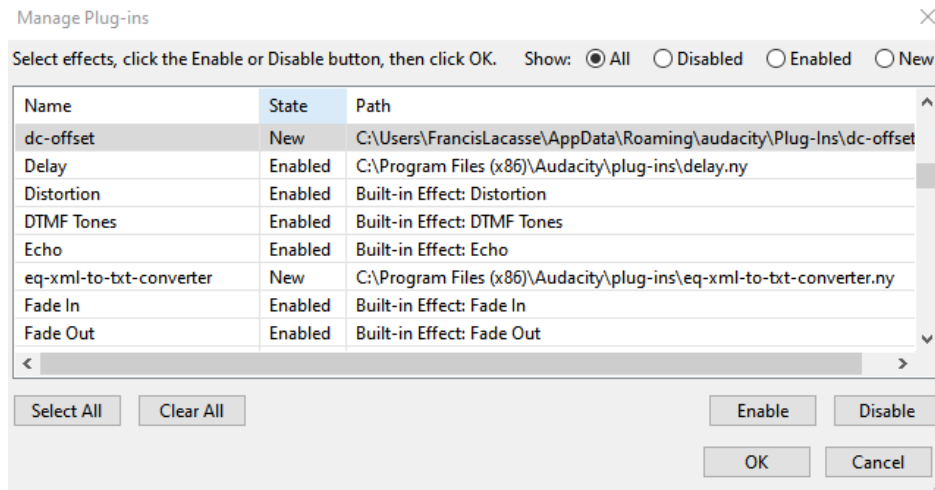 Manage Plug-ins
Select effects, click the Enable or Disable button, then click OK. Show: All Disabled Enabled New
Name State Path
dc-offset New C:\Users\FrancisLacasse\AppData\Roaming\audacity\Plug-Ins\dc-offset
Delay Enabled C:\Program Files (x86)\Audacity\plug-ins\delay.ny
Distortion Enabled Built-in Effect: Distortion
DTMF Tones Enabled Built-in Effect: DTMF Tones
Echo Enabled Built-in Effect: Echo
eq-xml-to-txt-converter New C:\Program Files (x86)\Audacity\plug-ins\eq-xml-to-txt-converter.ny
Fade In Enabled Built-in Effect: Fade In
Fade Out Enabled Built-in Effect: Fade Out
Select All Clear All Enable Disable
OK Cancel